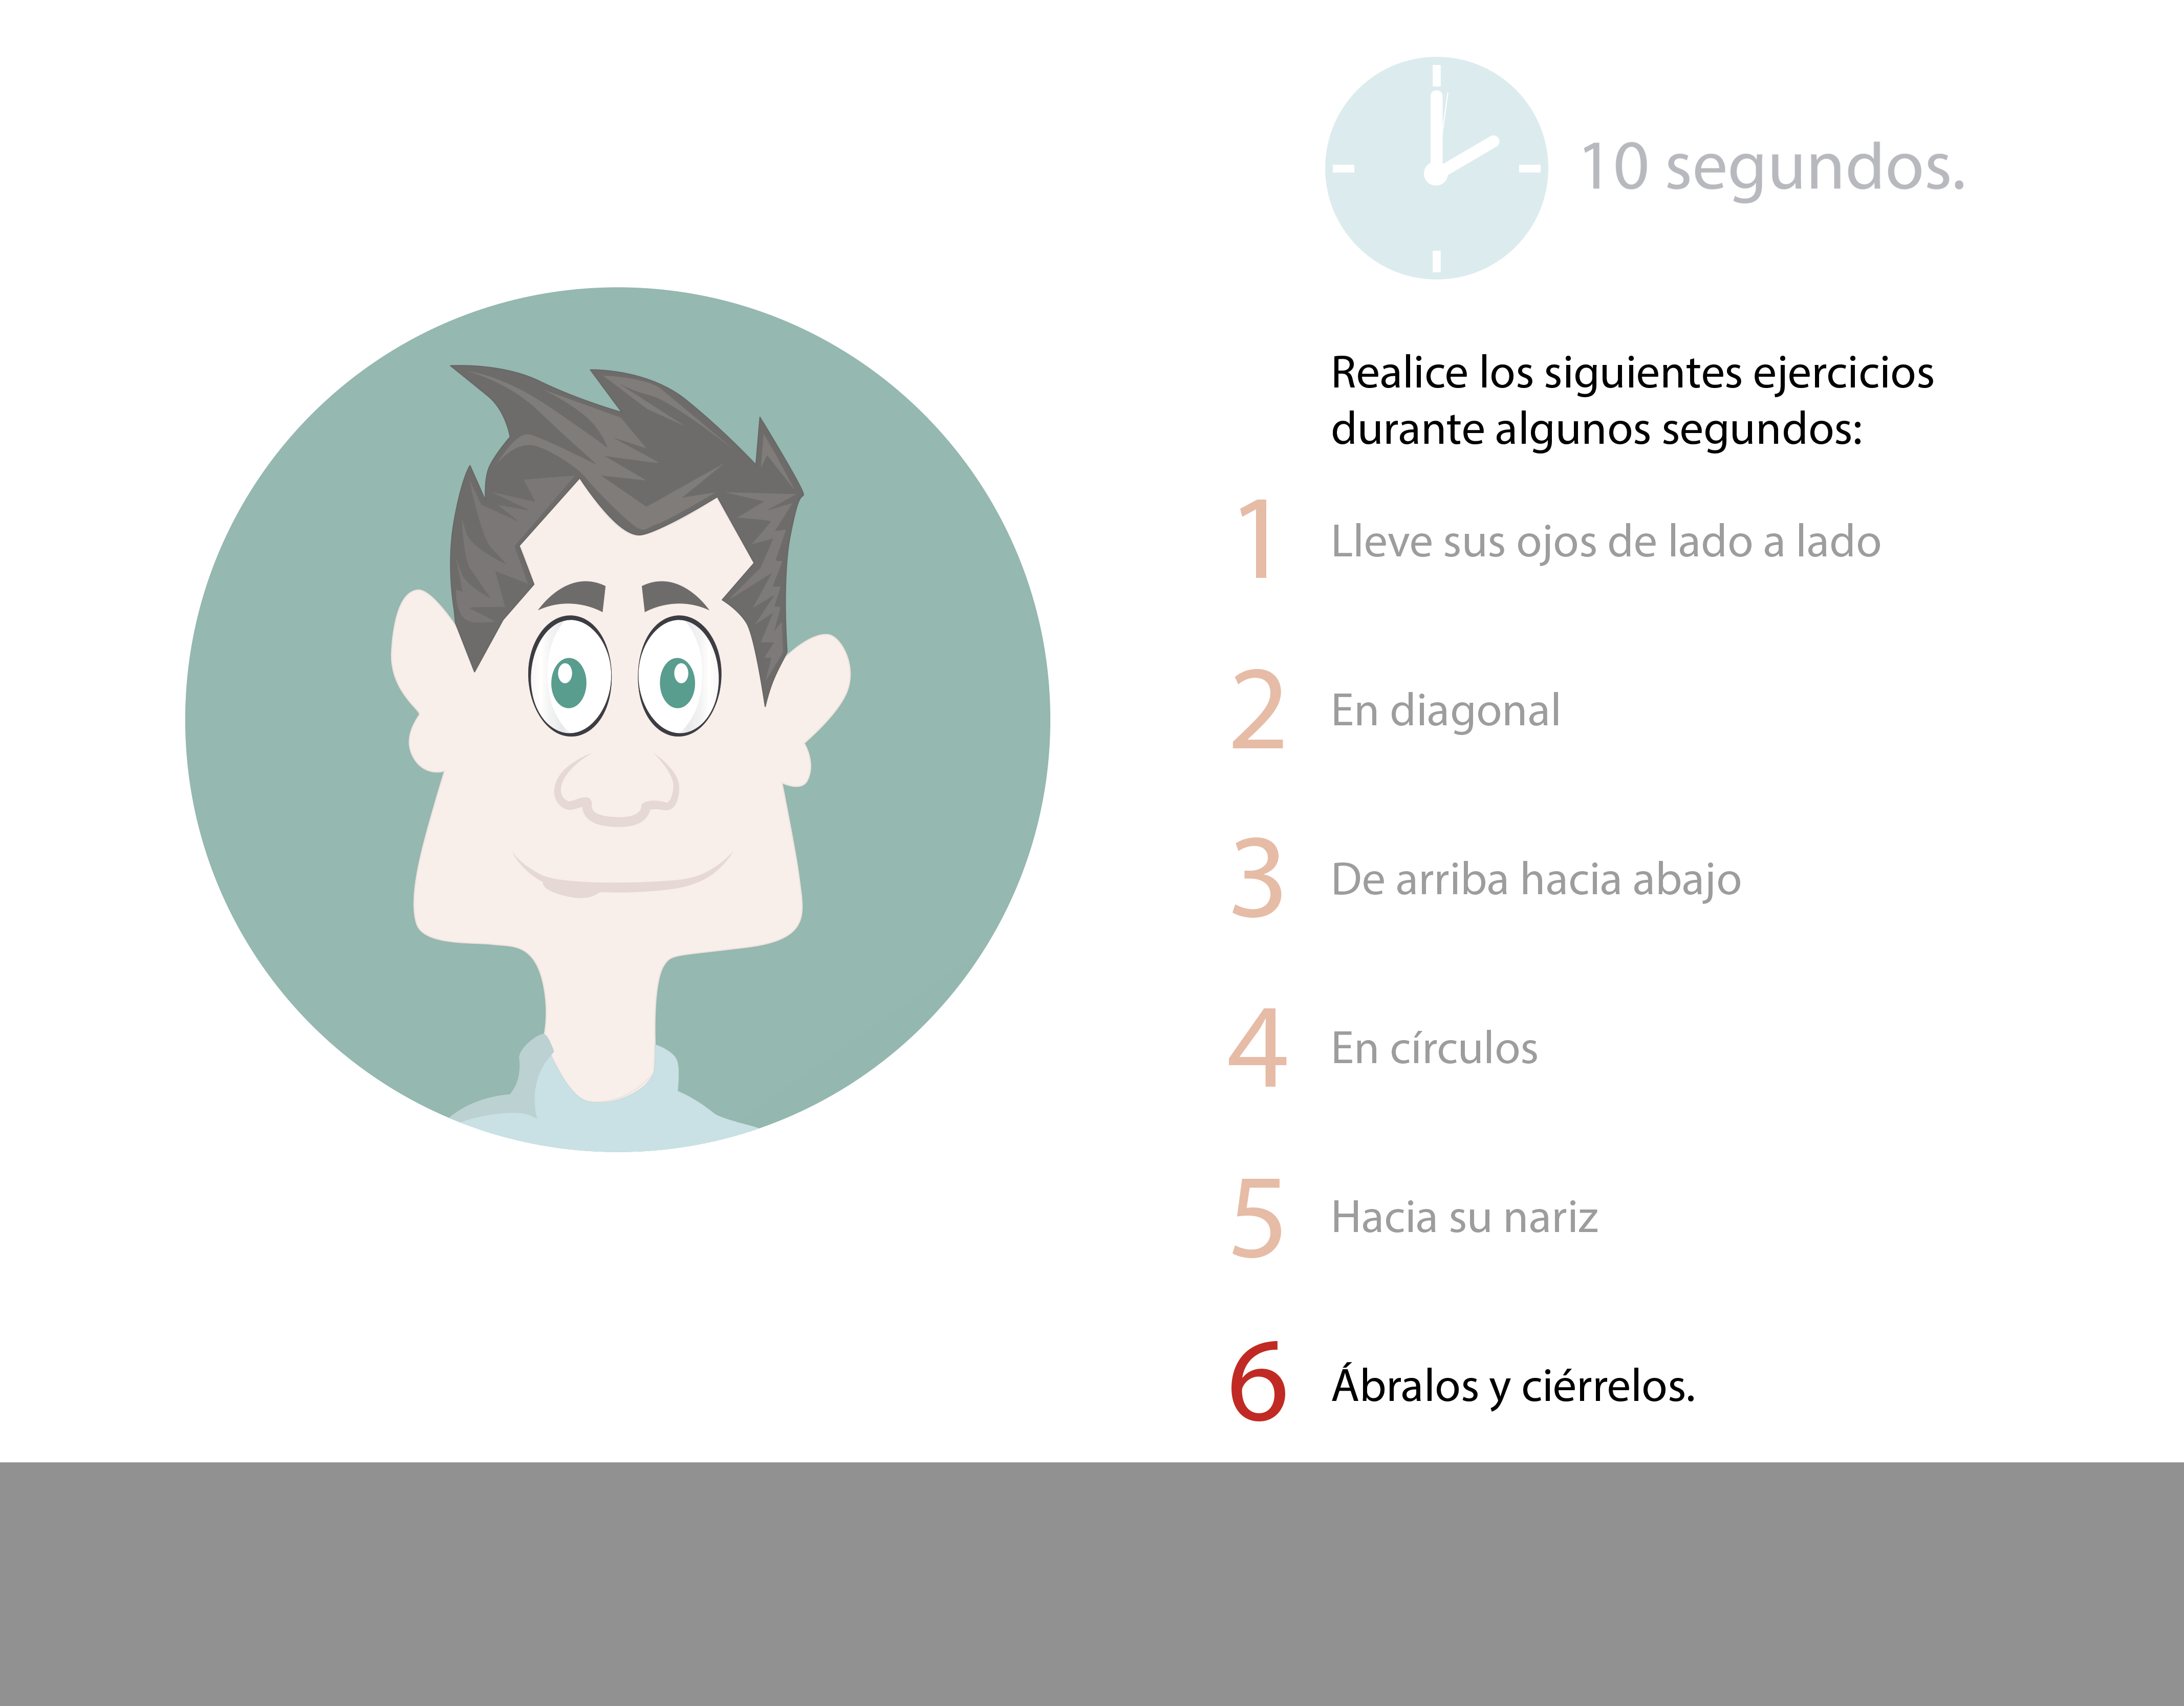 10 segundos.
Realice los siguientes ejercicios
durante algunos segundos:
1 Lleve sus ojos de lado a lado
2 En diagonal
3 De arriba hacia abajo
4 En círculos
5 Hacia su nariz
6 Ábralos y ciérrelos.